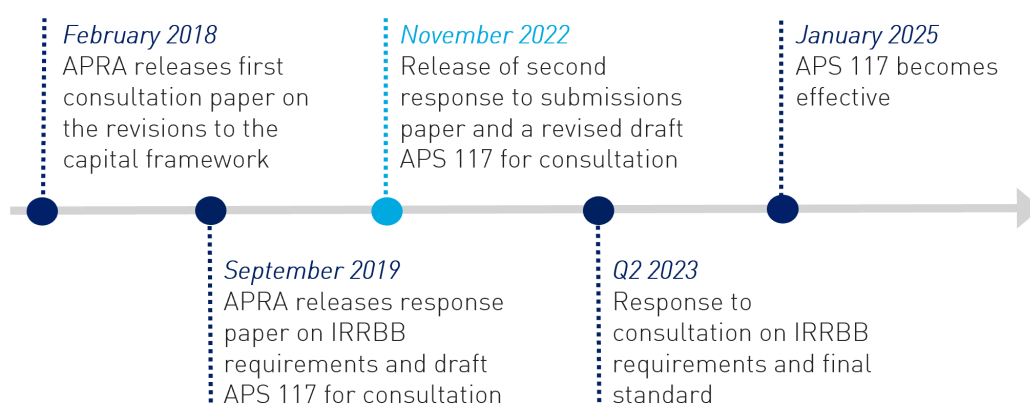 February 2018
APRA releases first
consultation paper on
the revisions to the
capital framework
November 2022
Release of second
response to submissions
paper and a revised draft
APS 117 for consultation
January 2025
APS 117 becomes
effective
September 2019
APRA releases response
paper on IRRBB
requirements and draft
APS 117 for consultation
Q2 2023
Response to
consultation on IRRBB
requirements and final
standard